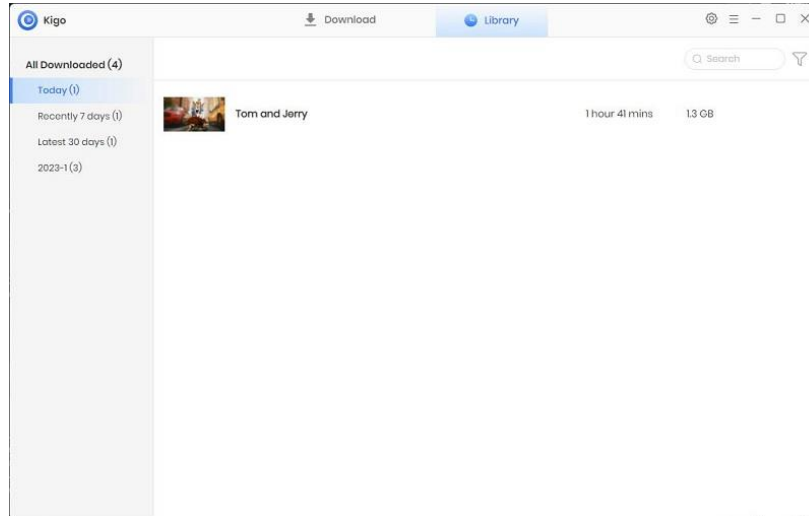 Kigo
Download
Library
Search
All Downloaded (4)
Today (1)
Recently 7 days (1)
Latest 30 days (1)
2023-1 (3)
Tom and Jerry
1 hour 41 mins
1.3 GB